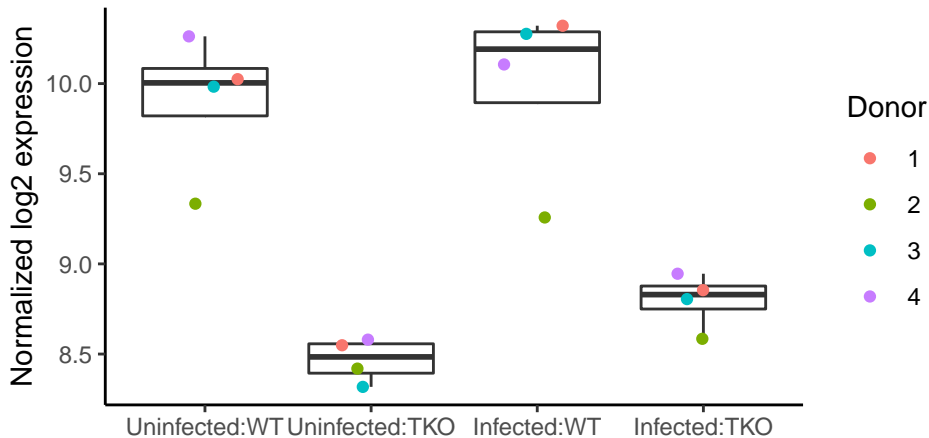 Normalized log2 expression
10.0
9.5
9.0
8.5
Uninfected:WT
Uninfected:TKO
Infected:WT
Infected:TKO
Donor
1
2
3
4